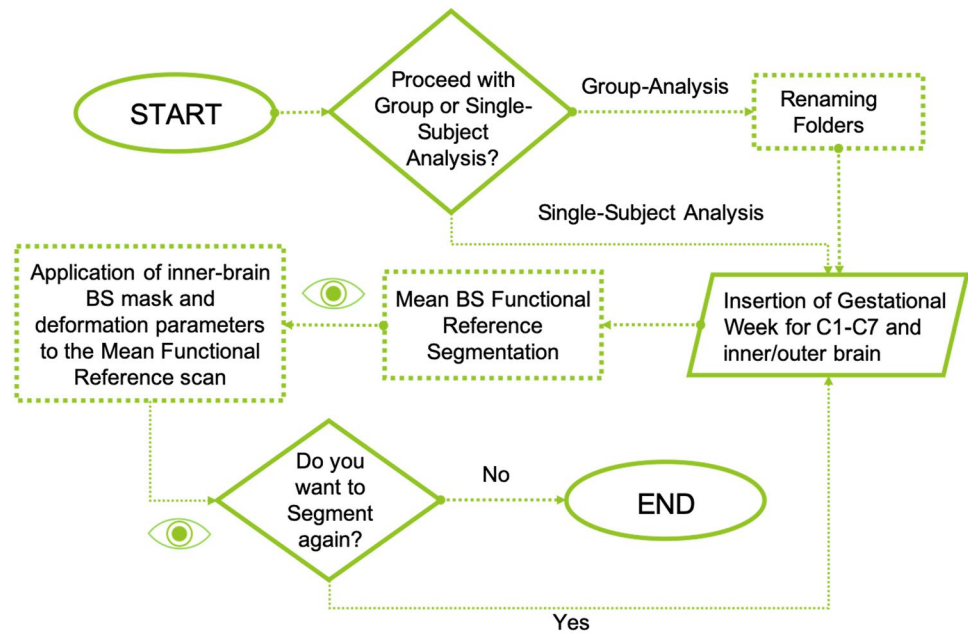 START
Proceed with
Group or Single-
Subject
Analysis?
Group-Analysis
Renaming
Folders
Single-Subject Analysis
Application of inner-brain
BS mask and
deformation parameters
to the Mean Functional
Reference scan
Mean BS Functional
Reference
Segmentation
Insertion of Gestational
Week for C1-C7 and
inner/outer brain
Do you
want to
Segment
again?
No
END
Yes